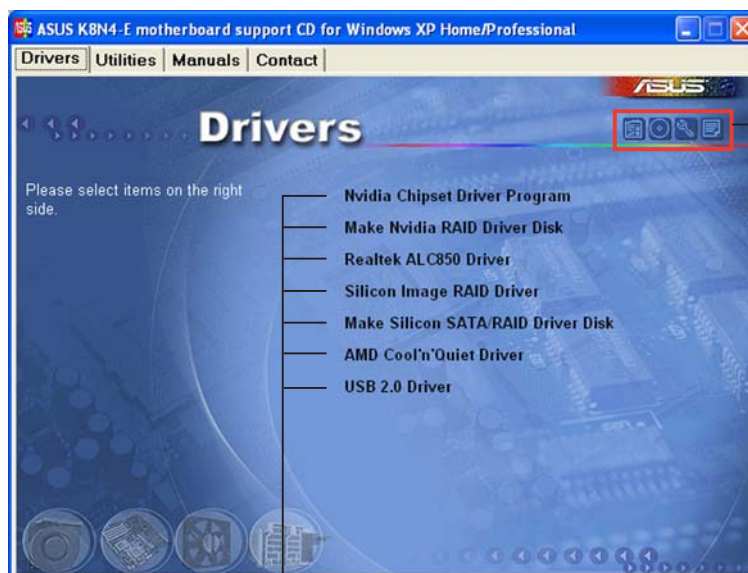 ASUS K8N4-E motherboard support CD for Windows XP Home/Professional
Drivers Utilities Manuals Contact
ASUS
Drivers
Please select items on the right
side.
Nvidia Chipset Driver Program
Make Nvidia RAID Driver Disk
Realtek ALC850 Driver
Silicon Image RAID Driver
Make Silicon SATA/RAID Driver Disk
AMD Cool'n'Quiet Driver
USB 2.0 Driver